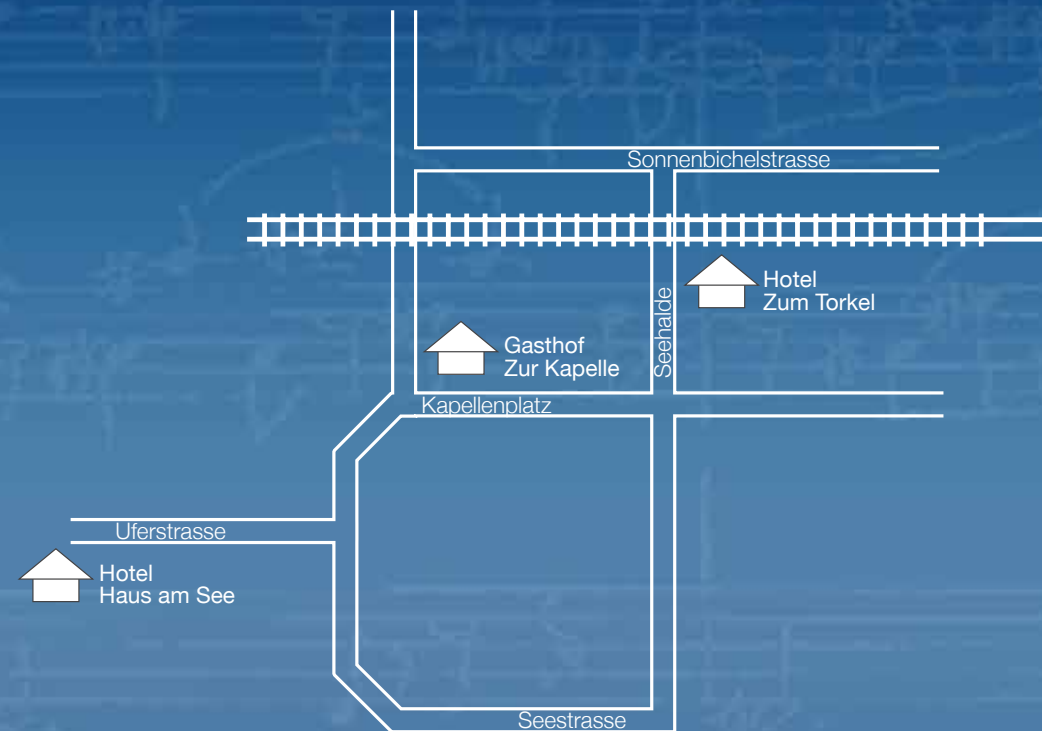 Sonnenbichelstrasse
Hotel
Zum Torkel
Seehalde
Gasthof
Zur Kapelle
Kapellenplatz
Uferstrasse
Hotel
Haus am See
Seestrasse